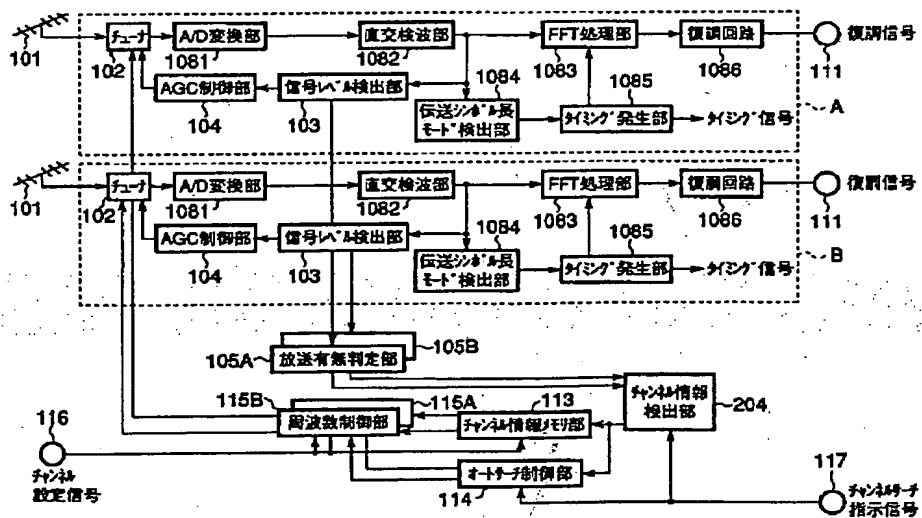 101
チューナ
102
A/D変換部
1081
直交検波部
1082
FFT処理部
1083
復調回路
1086
復調信号
111
AGC制御部
104
信号レベル検出部
103
1084
伝送シンボル長
モード検出部
1085
タイミング発生部
タイミング信号
A
101
チューナ
102
A/D変換部
1081
直交検波部
1082
FFT処理部
1083
復調回路
1086
復調信号
111
AGC制御部
104
信号レベル検出部
103
1084
伝送シンボル長
モード検出部
1085
タイミング発生部
タイミング信号
B
105B
105A
放送有無判定部
115B
115A
周波数制御部
113
チャンネル情報メモリ部
チャンネル情報
検出部
204
116
チャンネル
設定信号
オートサーチ制御部
114
117
チャンネルサーチ
指示信号